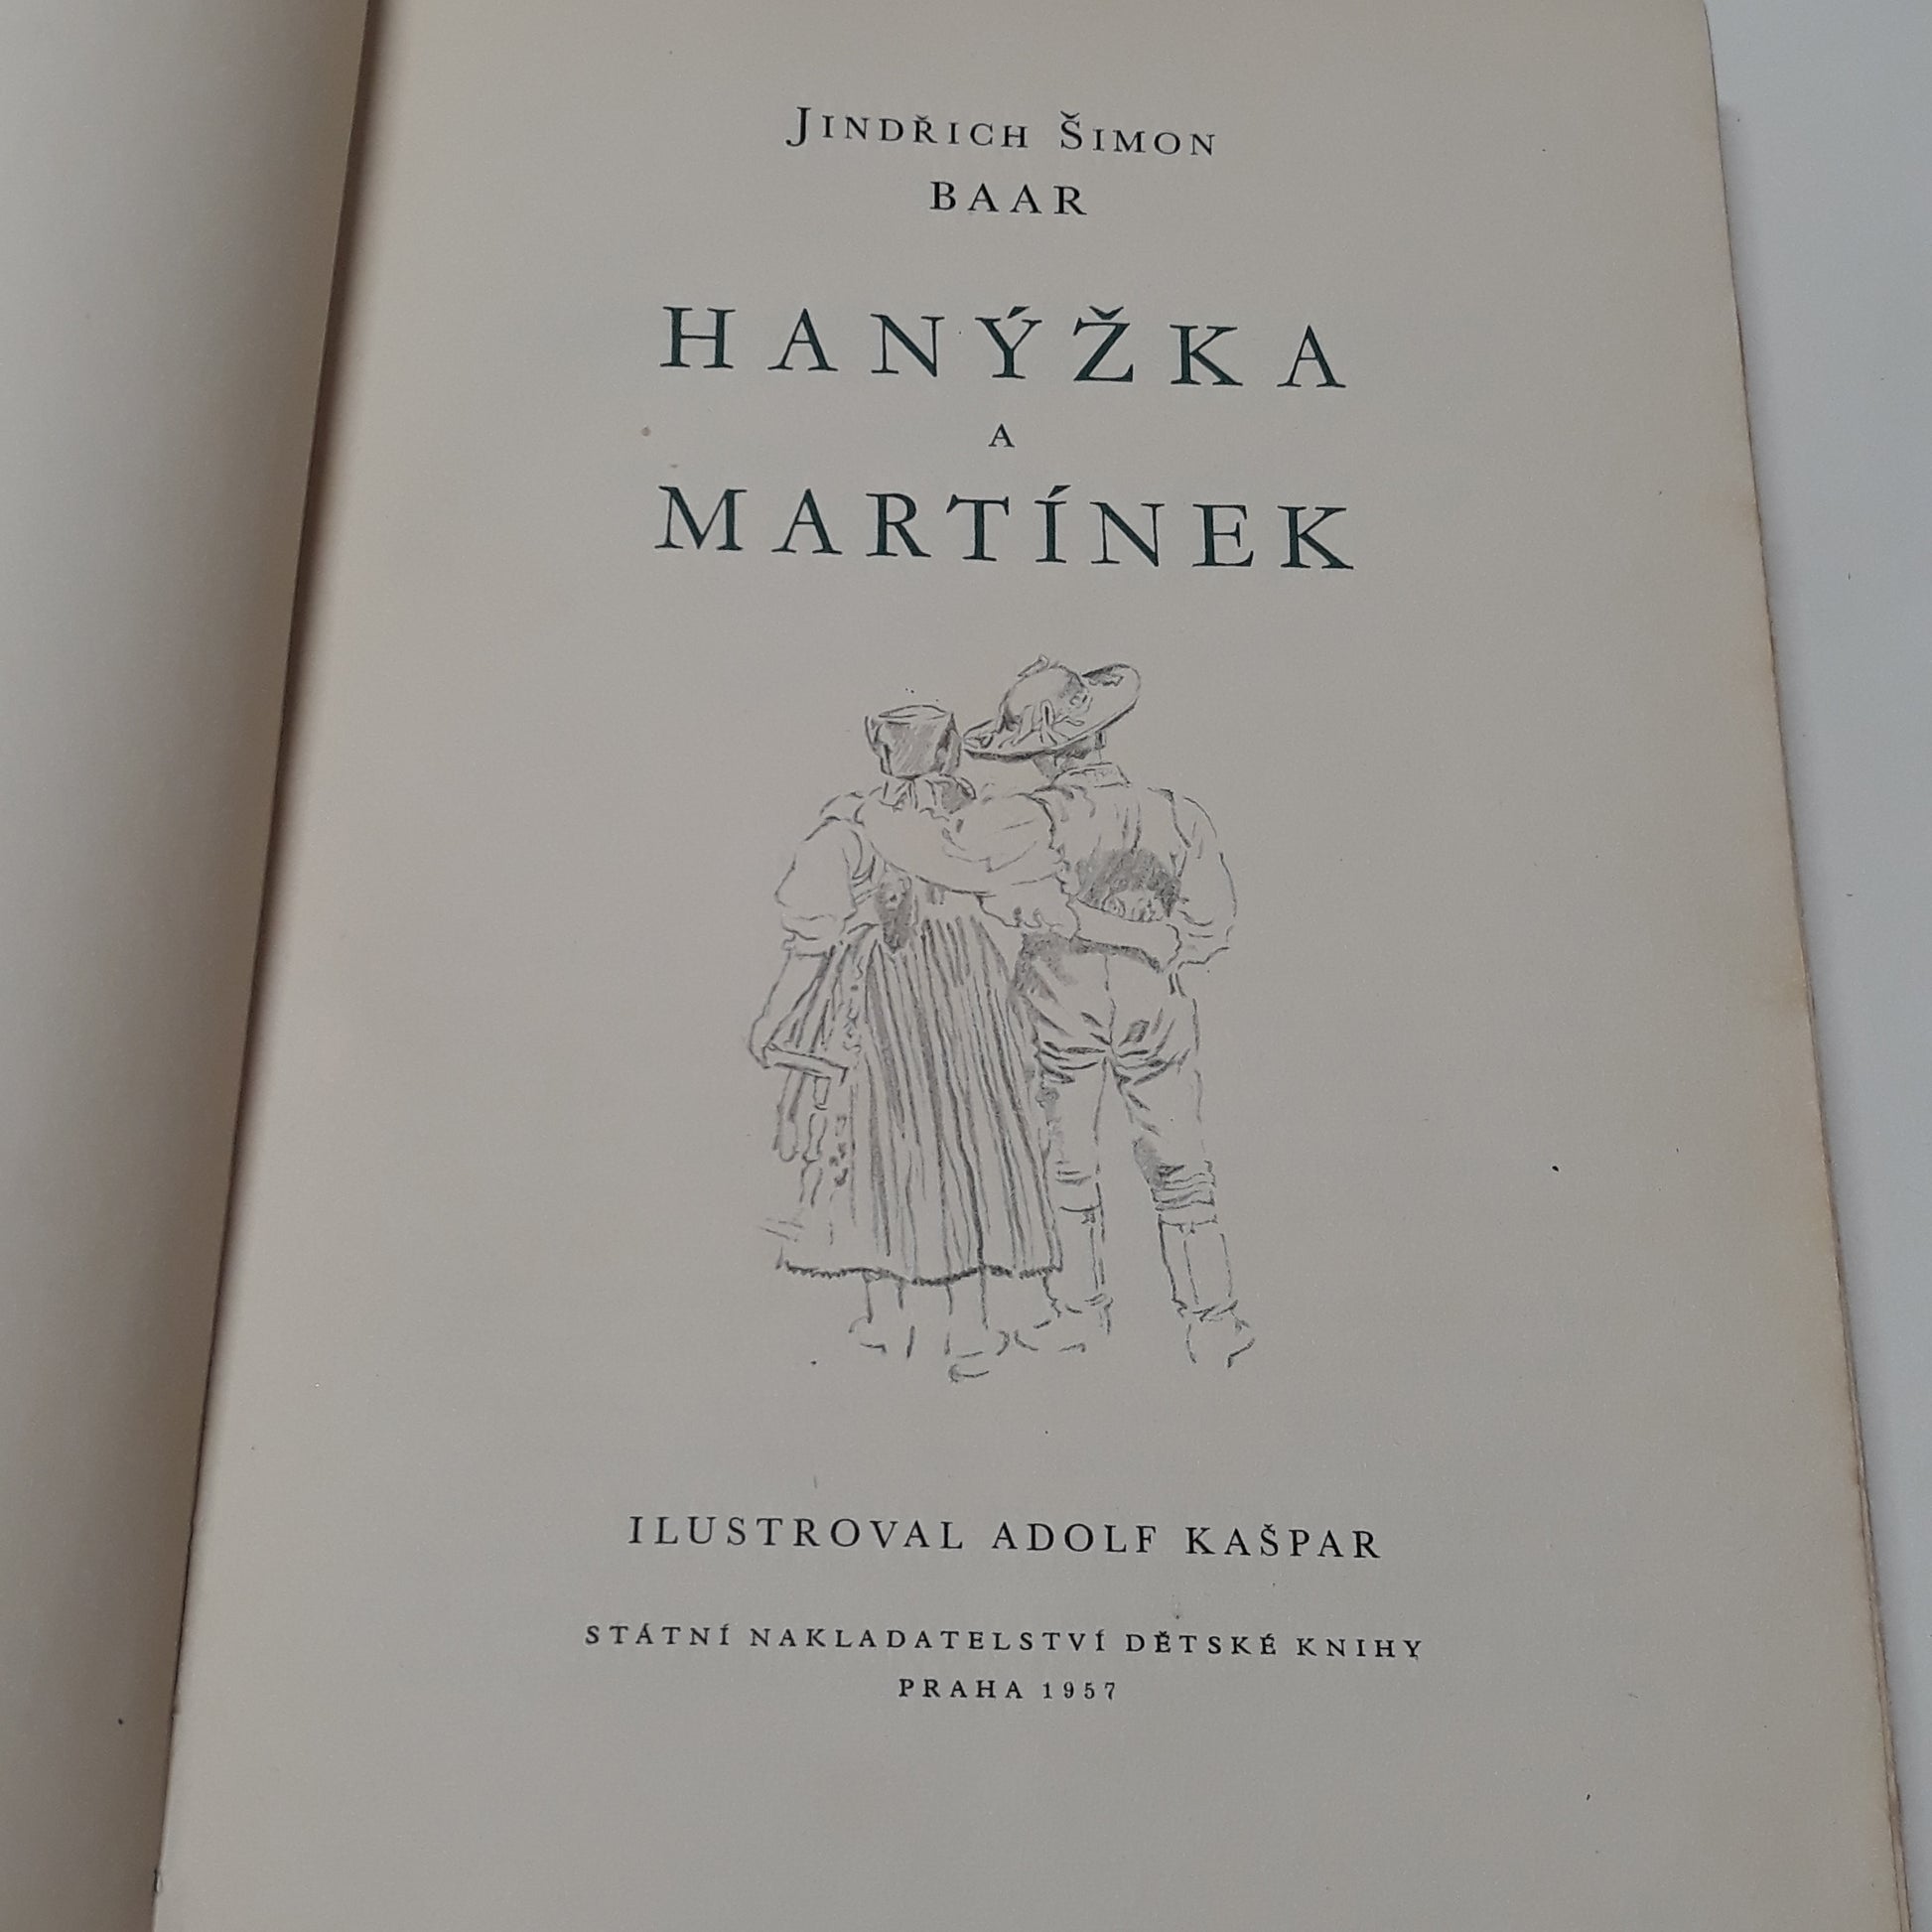 JINDŘICH ŠIMON
BAAR
HANÝŽKA
A
MARTÍNEK
ILUSTROVAL ADOLF KAŠPAR
STÁTNÍ NAKLADATELSTVÍ DĚTSKÉ KNIHY
PRAHA 1957